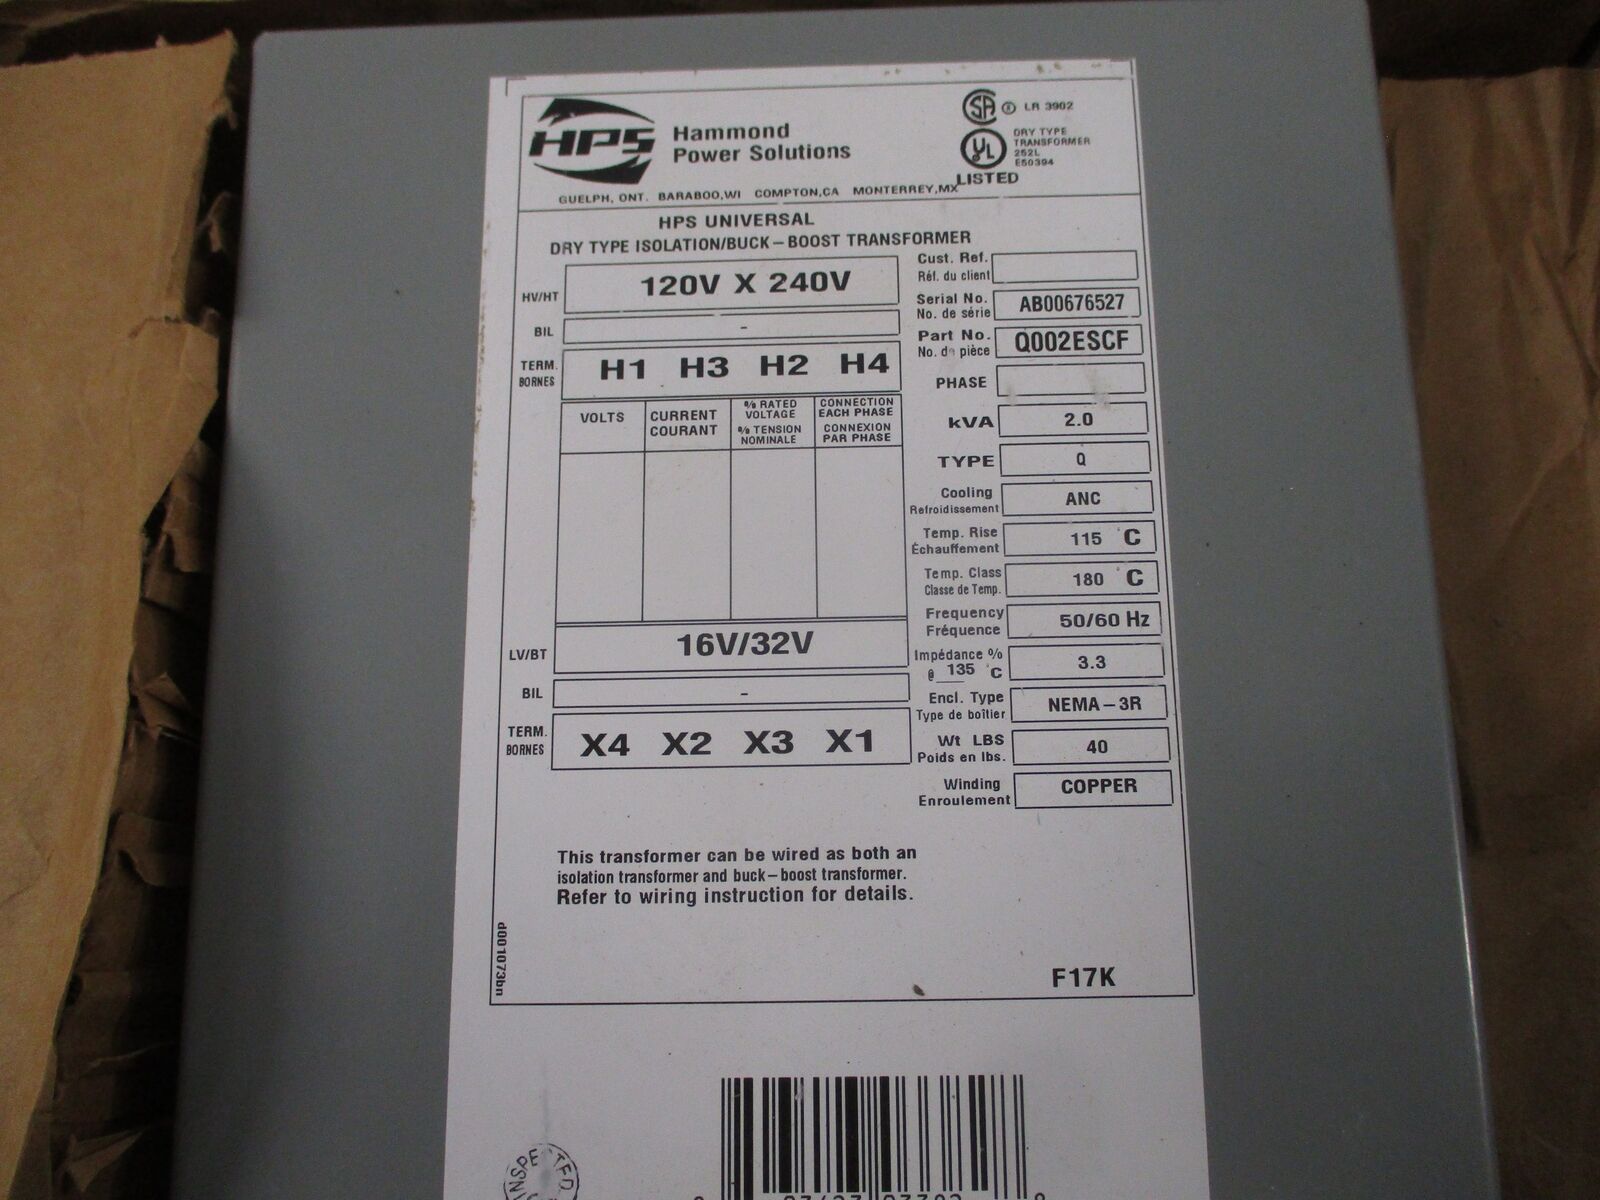 HPS
Hammond
Power Solutions
SA ® LR 3902
UL
LISTED
DRY TYPE
TRANSFORMER
252L
E50394
GUELPH, ONT. BARABOO,WI COMPTON,CA MONTERREY,MX
HPS UNIVERSAL
DRY TYPE ISOLATION/BUCK–BOOST TRANSFORMER
HV/HT 120V X 240V
BIL -
TERM. BORNES H1 H3 H2 H4
VOLTS
CURRENT
COURANT
% RATED
VOLTAGE
% TENSION
NOMINALE
CONNECTION
EACH PHASE
CONNEXION
PAR PHASE
LV/BT 16V/32V
BIL -
TERM. BORNES X4 X2 X3 X1
Cust. Ref.
Réf. du client
Serial No.
No. de série
AB00676527
Part No.
No. de pièce
Q002ESCF
PHASE
kVA 2.0
TYPE Q
Cooling
Refroidissement
ANC
Temp. Rise
Échauffement
115 °C
Temp. Class
Classe de Temp.
180 °C
Frequency
Fréquence
50/60 Hz
Impédance %
@ 135 °C
3.3
Encl. Type
Type de boîtier
NEMA–3R
Wt LBS
Poids en lbs.
40
Winding
Enroulement
COPPER
This transformer can be wired as both an
isolation transformer and buck–boost transformer.
Refer to wiring instruction for details.
d001073bn
F17K